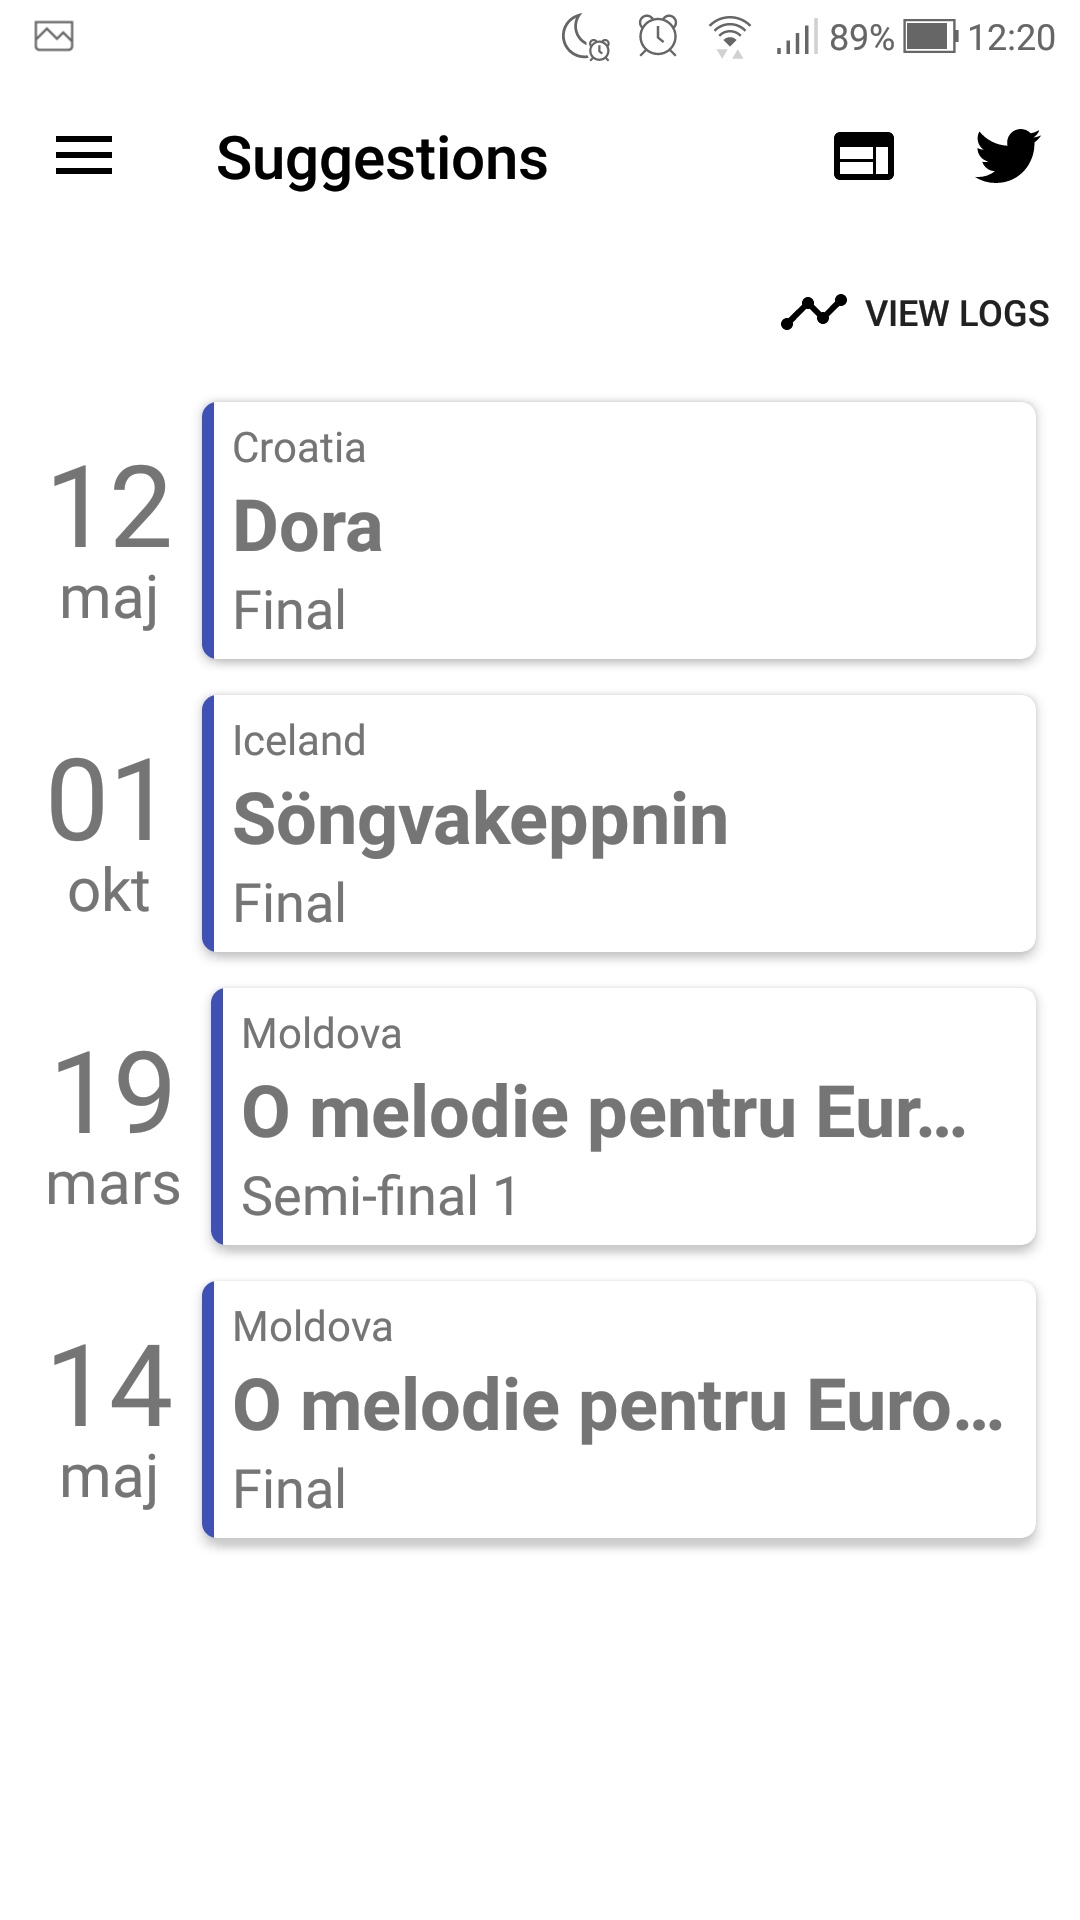 89% 12:20
Suggestions
VIEW LOGS
12
maj
Croatia
Dora
Final
01
okt
Iceland
Söngvakeppnin
Final
19
mars
Moldova
O melodie pentru Eur...
Semi-final 1
14
maj
Moldova
O melodie pentru Euro...
Final